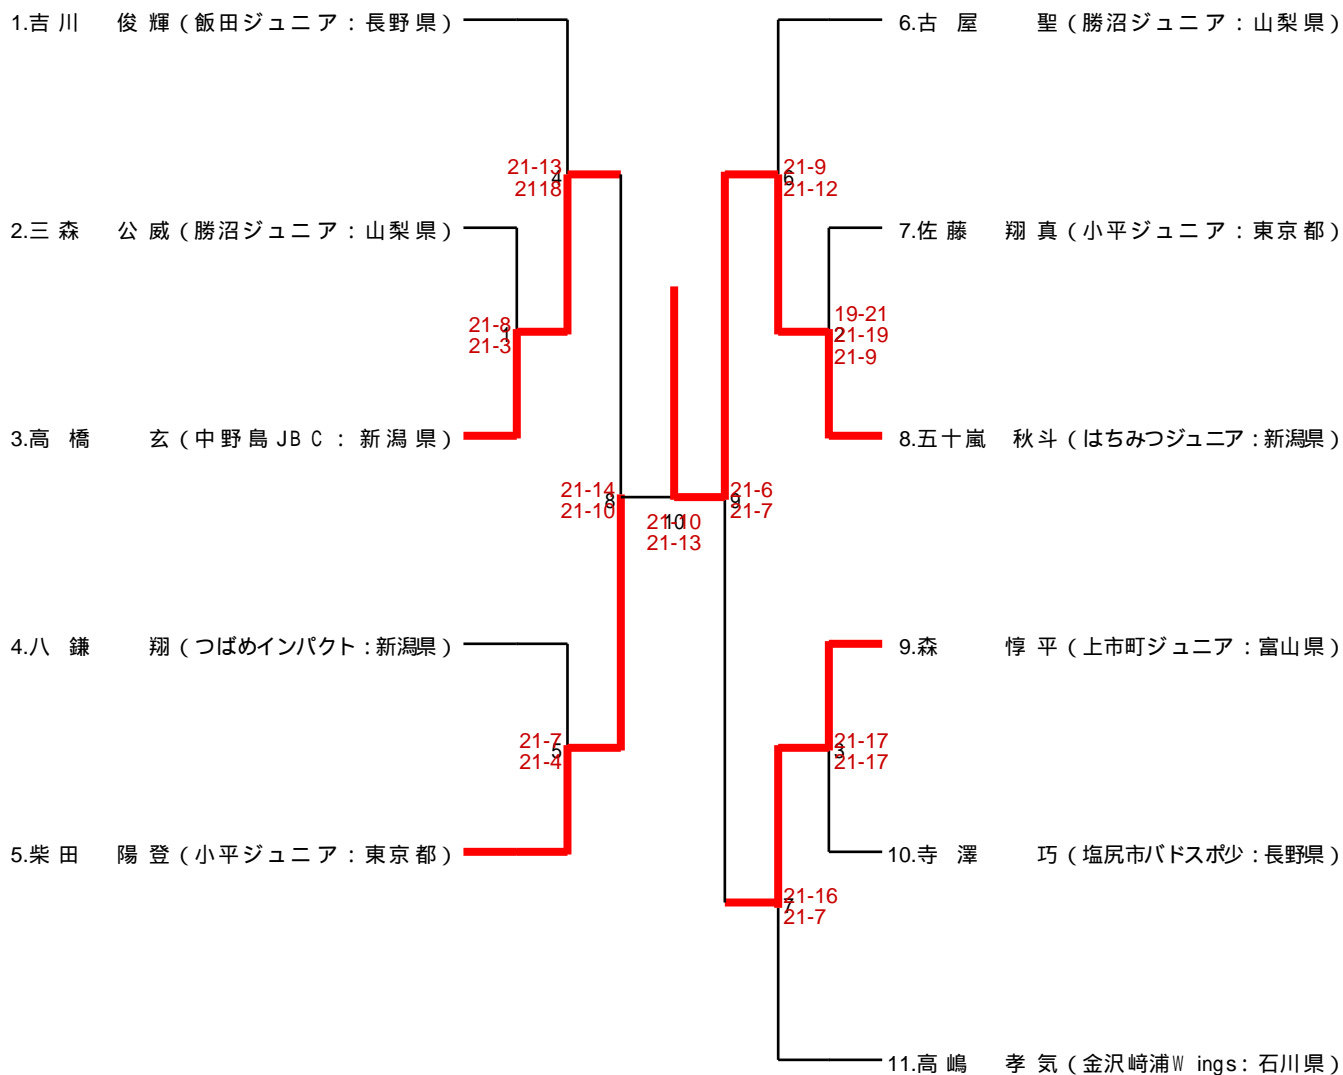 1.吉川 俊輝(飯田ジュニア:長野県)
6.古屋 聖(勝沼ジュニア:山梨県)
21-13
4
2118
21-9
6
21-12
2.三森 公威(勝沼ジュニア:山梨県)
7.佐藤 翔真(小平ジュニア:東京都)
21-8
1
21-3
19-21
2
21-19
21-9
3.高橋 玄(中野島JBC:新潟県)
8.五十嵐 秋斗(はちみつジュニア:新潟県)
21-14
8
21-10
21-10
10
21-13
21-6
9
21-7
4.八鎌 翔(つばめインパクト:新潟県)
9.森 惇平(上市町ジュニア:富山県)
21-7
5
21-4
21-17
3
21-17
5.柴田 陽登(小平ジュニア:東京都)
10.寺澤 巧(塩尻市バドスポ少:長野県)
21-16
7
21-7
11.高嶋 孝気(金沢﨑浦Wings:石川県)